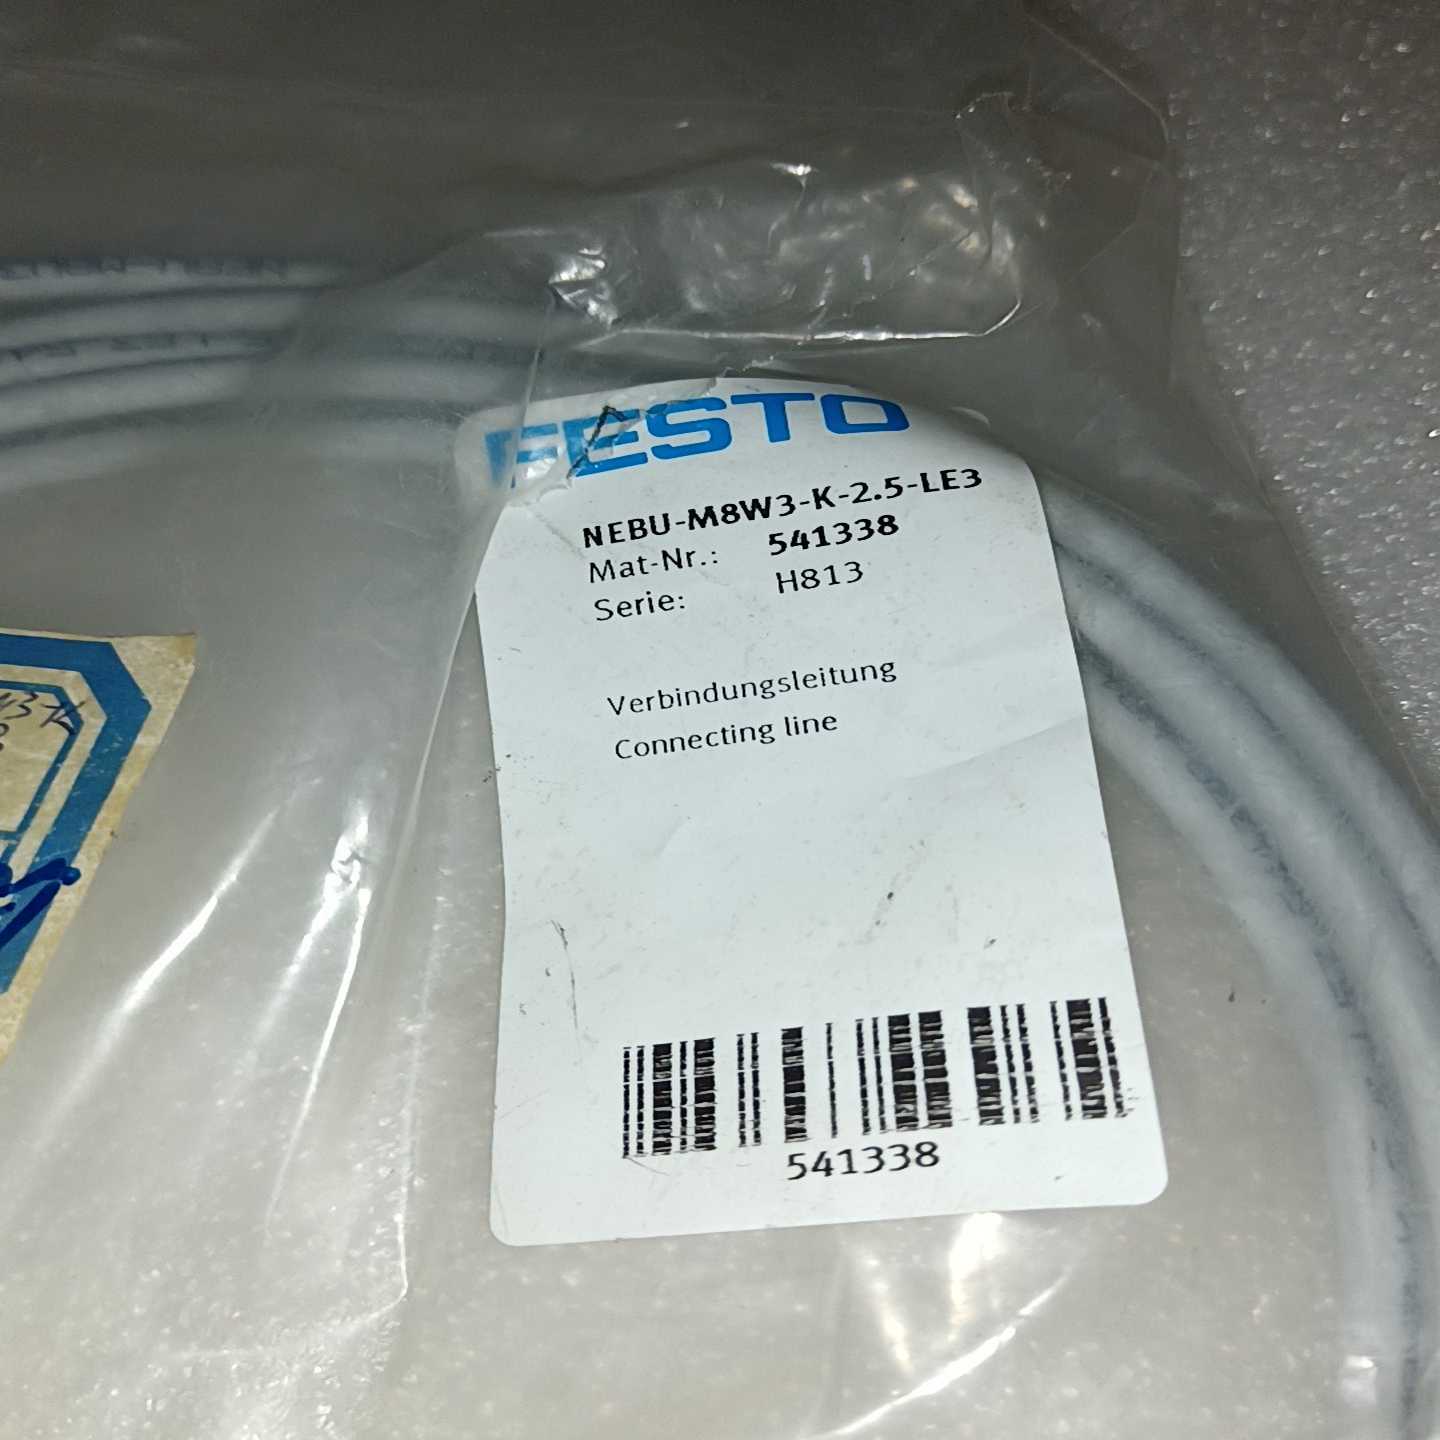 FESTO
NEBU-M8W3-K-2.5-LE3
Mat-Nr.: 541338
Serie: H813
Verbindungsleitung
Connecting line
541338